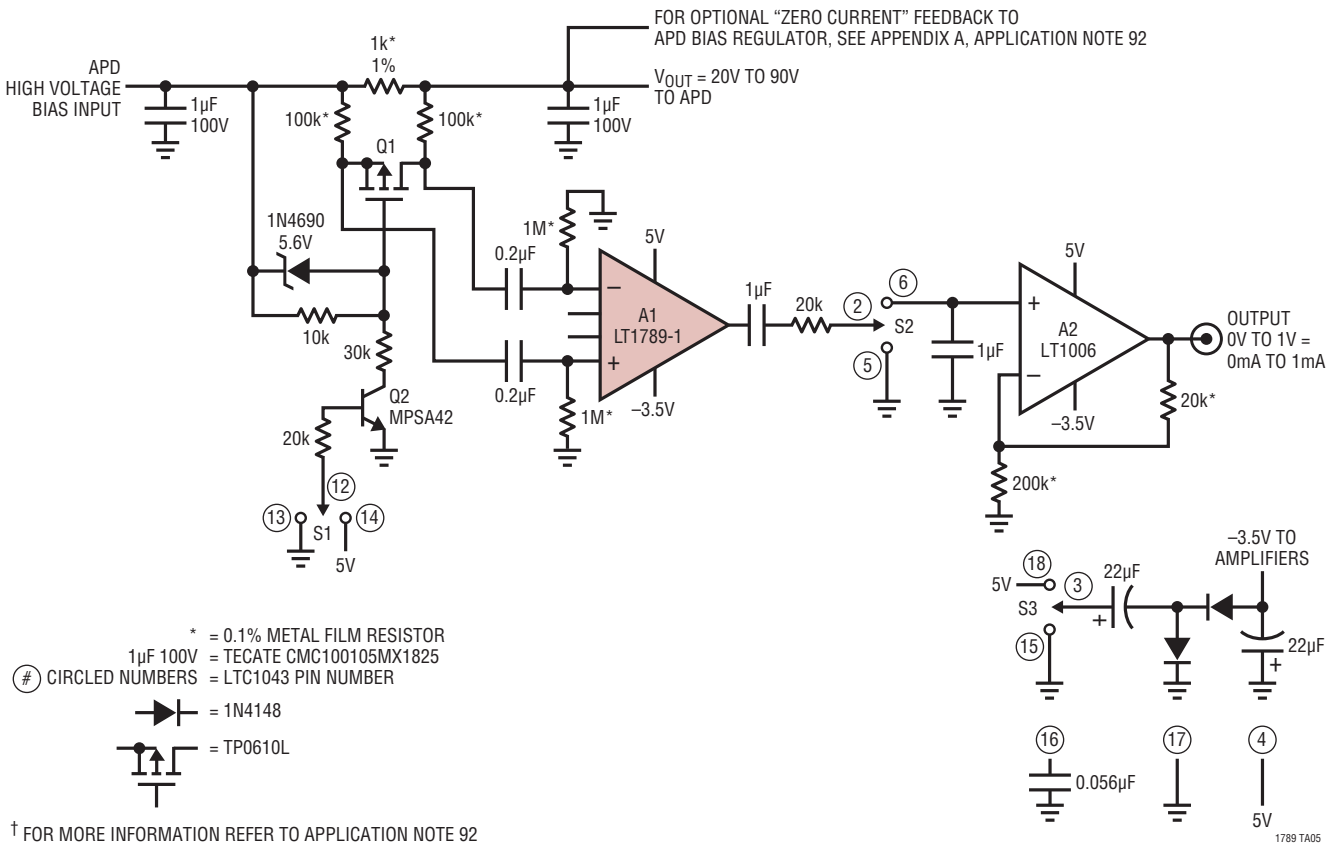 FOR OPTIONAL “ZERO CURRENT” FEEDBACK TO
APD BIAS REGULATOR, SEE APPENDIX A, APPLICATION NOTE 92
1k*
1%
APD
HIGH VOLTAGE
BIAS INPUT
VOUT = 20V TO 90V
TO APD
1µF
100V
100k*
100k*
1µF
100V
Q1
1N4690
5.6V
1M*
5V
0.2µF
−
A1
LT1789-1
+
0.2µF
1M*
–3.5V
10k
30k
Q2
MPSA42
20k
12
13
14
S1
5V
1µF
20k
2
6
S2
5
1µF
5V
+
A2
LT1006
−
–3.5V
OUTPUT
0V TO 1V =
0mA TO 1mA
20k*
200k*
–3.5V TO
AMPLIFIERS
18
5V
3
22µF
S3
+
15
22µF
+
16
17
4
0.056µF
5V
* = 0.1% METAL FILM RESISTOR
1µF 100V = TECATE CMC100105MX1825
# CIRCLED NUMBERS = LTC1043 PIN NUMBER
= 1N4148
= TP0610L
† FOR MORE INFORMATION REFER TO APPLICATION NOTE 92
1789 TA05